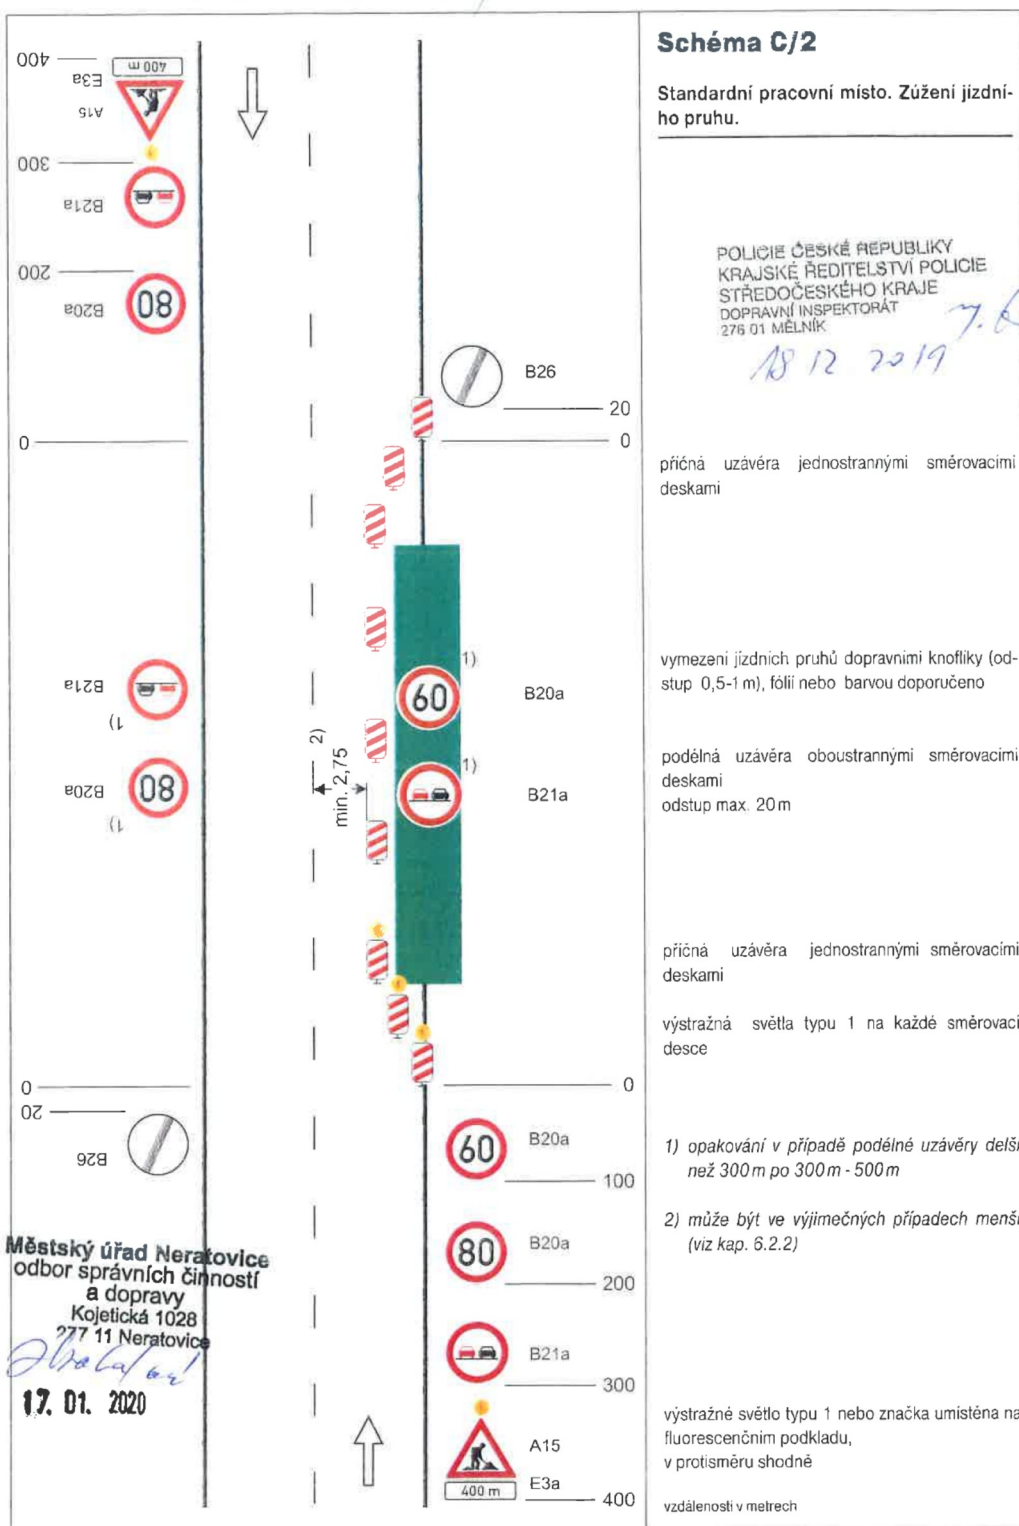 Schéma C/2
Standardní pracovní místo. Zúžení jízdní-
ho pruhu.
POLICIE ČESKÉ REPUBLIKY
KRAJSKÉ ŘEDITELSTVÍ POLICIE
STŘEDOČESKÉHO KRAJE
DOPRAVNÍ INSPEKTORÁT
276 01 MĚLNÍK
18 12 2019
příčná uzávěra jednostrannými směrovacími
deskami
vymezení jízdních pruhů dopravními knoflíky (od-
stup 0,5-1 m), fólií nebo barvou doporučeno
podélná uzávěra oboustrannými směrovacími
deskami
odstup max. 20 m
příčná uzávěra jednostrannými směrovacími
deskami
výstražná světla typu 1 na každé směrovací
desce
1) opakování v případě podélné uzávěry delší
než 300 m po 300 m - 500 m
2) může být ve výjimečných případech menší
(viz kap. 6.2.2)
výstražné světlo typu 1 nebo značka umístěna na
fluorescenčním podkladu,
v protisměru shodně
vzdálenosti v metrech
400
400 m
E3a
A15
300
B21a
200
B20a
80
0
B21a
1)
B20a
80
1)
0
20
B26
B26
20
0
1)
60
B20a
2)
min. 2,75
1)
B21a
0
60
B20a
100
80
B20a
200
B21a
300
A15
400 m
E3a
400
Městský úřad Neratovice
odbor správních činností
a dopravy
Kojetická 1028
277 11 Neratovice
17. 01. 2020